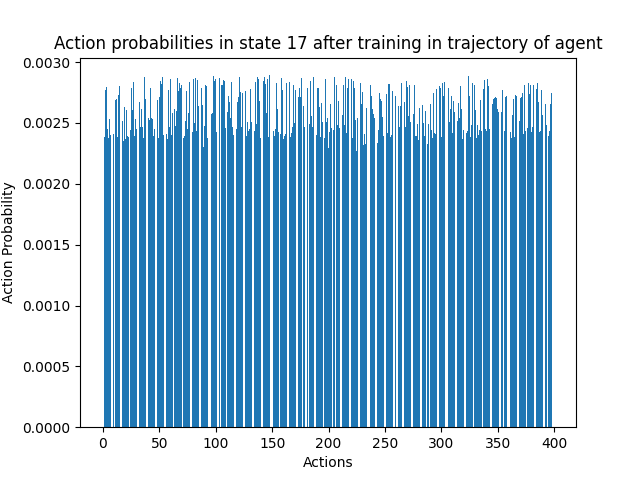 Action probabilities in state 17 after training in trajectory of agent
0.0030
0.0025
0.0020
0.0015
0.0010
0.0005
0.0000
Action Probability
0 50 100 150 200 250 300 350 400
Actions